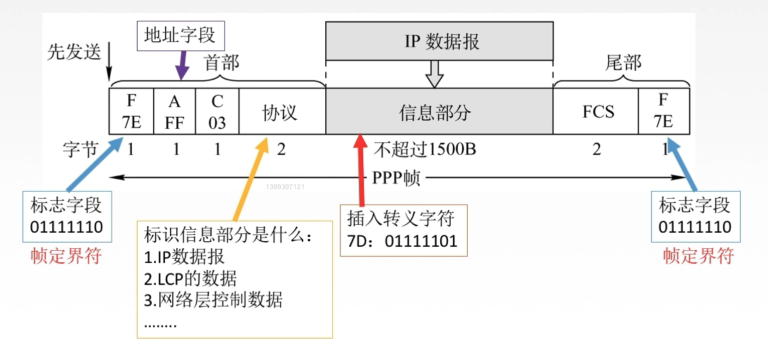 地址字段
IP 数据报
先发送
首部
尾部
F
7E
A
FF
C
03
协议
信息部分
FCS
F
7E
字节
1
1
1
2
不超过1500B
2
1
PPP帧
1399307121
标志字段
01111110
帧定界符
标识信息部分是什么：
1.IP数据报
2.LCP的数据
3.网络层控制数据
........
插入转义字符
7D：01111101
标志字段
01111110
帧定界符